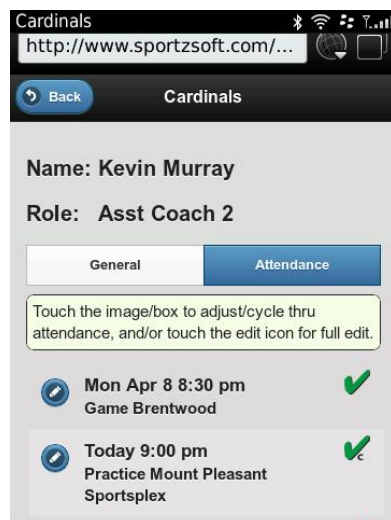 Cardinals
http://www.sportzsoft.com/...
Back
Cardinals
Name: Kevin Murray
Role: Asst Coach 2
General
Attendance
Touch the image/box to adjust/cycle thru
attendance, and/or touch the edit icon for full edit.
Mon Apr 8 8:30 pm
Game Brentwood
Today 9:00 pm
c
Practice Mount Pleasant
Sportsplex